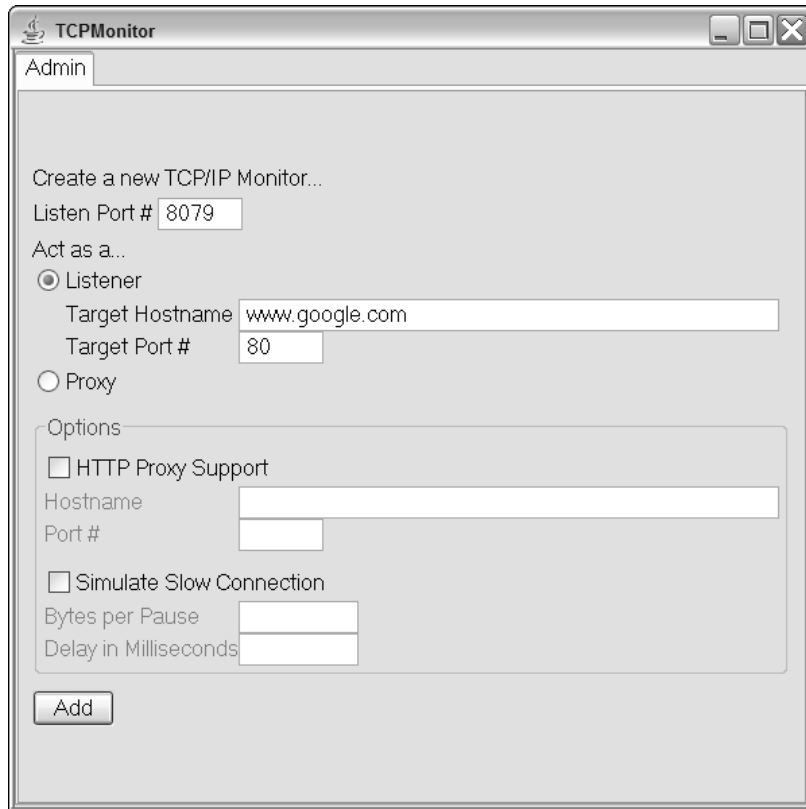 TCPMonitor
Admin
Create a new TCP/IP Monitor...
Listen Port # 8079
Act as a...
Listener
Target Hostname www.google.com
Target Port # 80
Proxy
Options
HTTP Proxy Support
Hostname
Port #
Simulate Slow Connection
Bytes per Pause
Delay in Milliseconds
Add